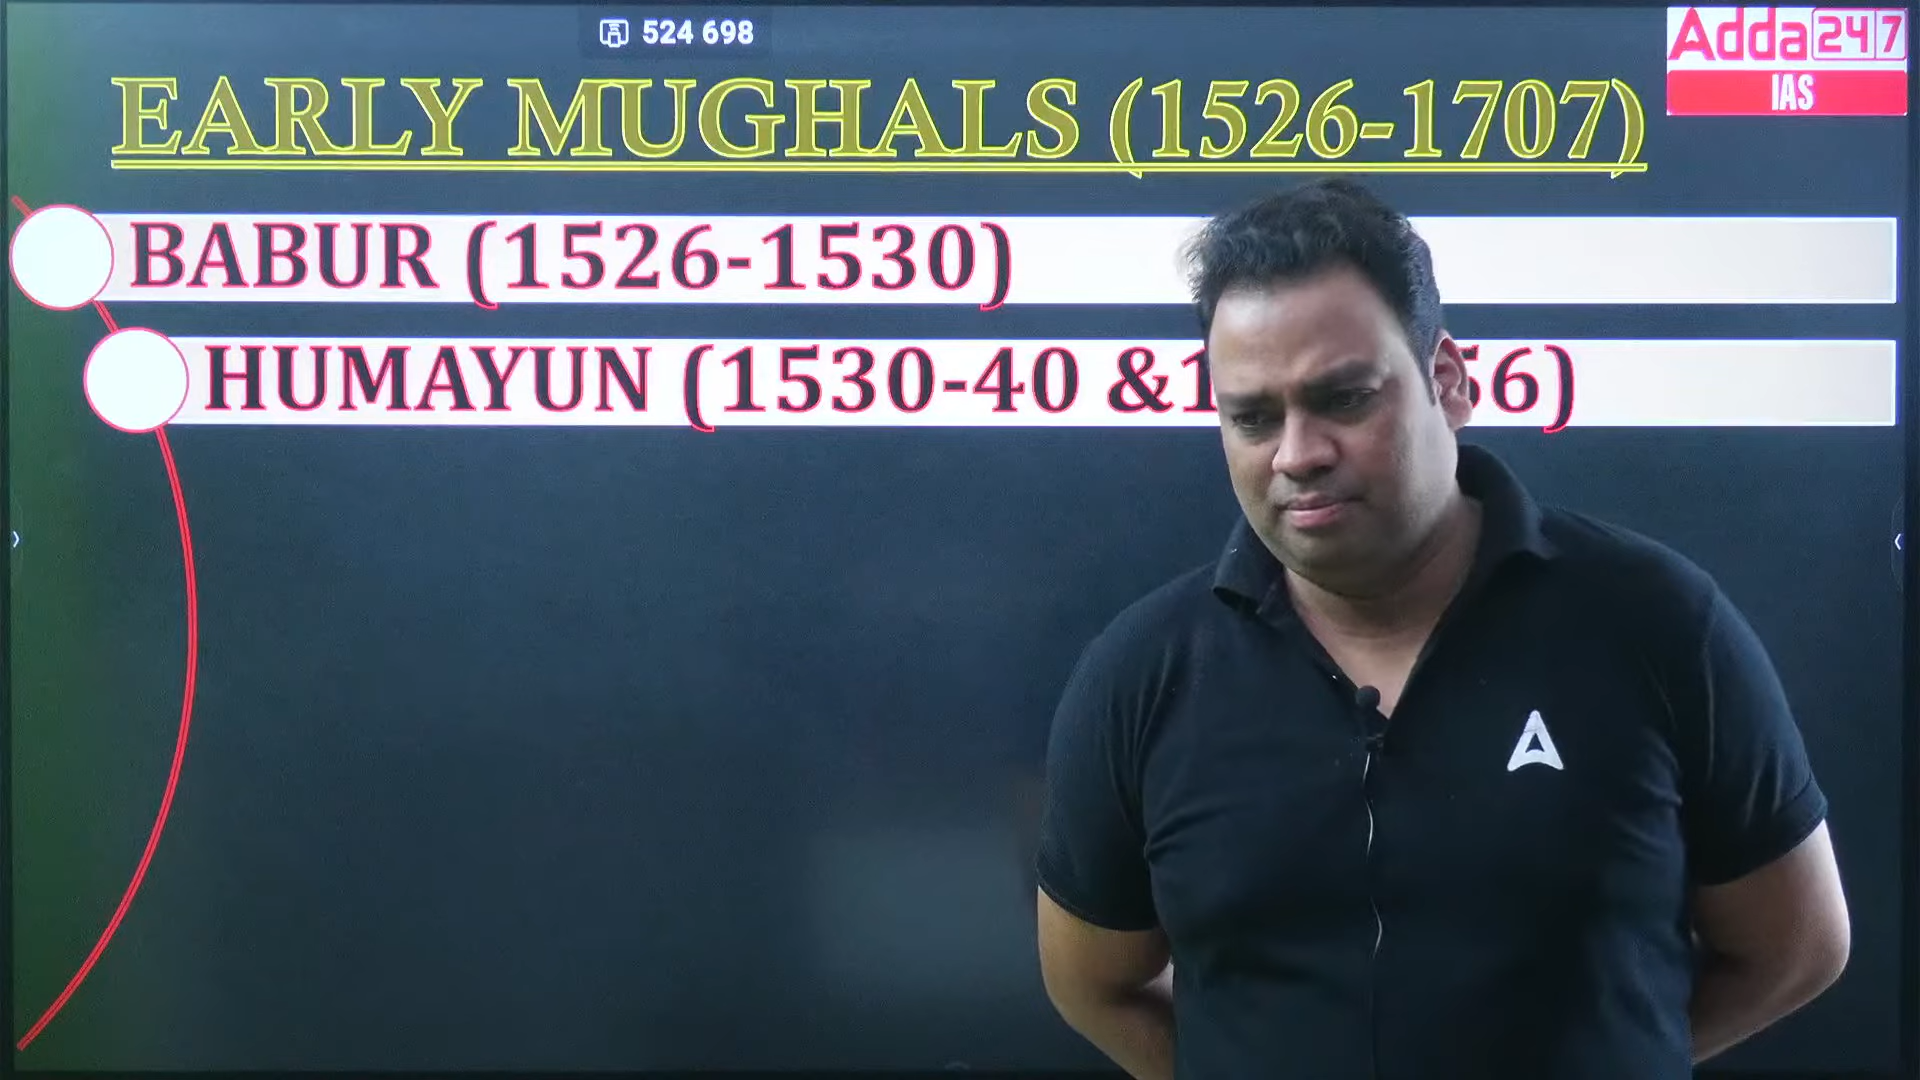 524 698
Adda247
IAS
EARLY MUGHALS (1526-1707)
BABUR (1526-1530)
HUMAYUN (1530-40 &1 56)